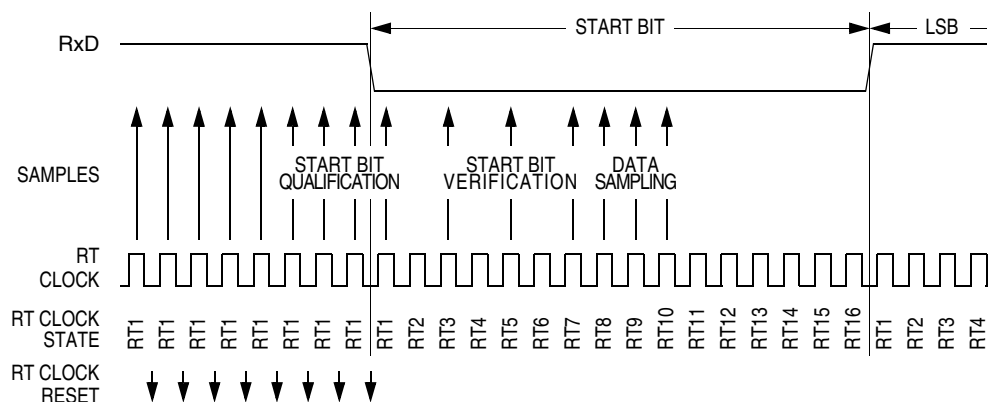 START BIT LSB
RxD
SAMPLES
START BIT
QUALIFICATION
START BIT
VERIFICATION
DATA
SAMPLING
RT
CLOCK
RT CLOCK
STATE
RT1 RT1 RT1 RT1 RT1 RT1 RT1 RT1 RT1 RT2 RT3 RT4 RT5 RT6 RT7 RT8 RT9 RT10 RT11 RT12 RT13 RT14 RT15 RT16 RT1 RT2 RT3 RT4
RT CLOCK
RESET